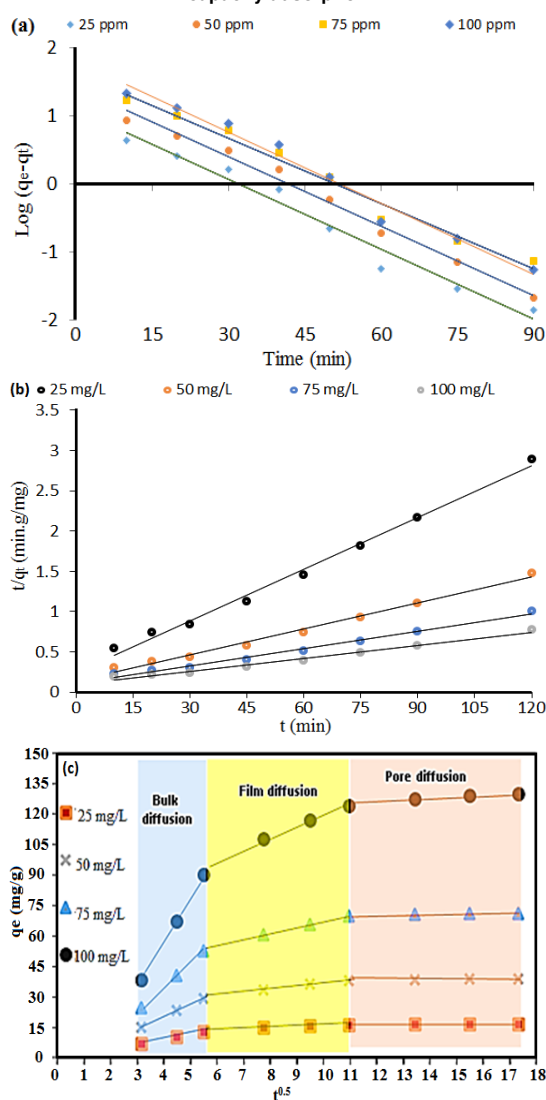 (a)
25 ppm 50 ppm 75 ppm 100 ppm
Log (qe-qt)
2
1
0
-1
-2
0 15 30 45 60 75 90
Time (min)
(b) 25 mg/L 50 mg/L 75 mg/L 100 mg/L
t/qt (min.g/mg)
3.5
3
2.5
2
1.5
1
0.5
0
0 15 30 45 60 75 90 105 120
t (min)
(c)
qe (mg/g)
150
135
120
105
90
75
60
45
30
15
0
Bulk diffusion
Film diffusion
Pore diffusion
25 mg/L
50 mg/L
75 mg/L
100 mg/L
0 1 2 3 4 5 6 7 8 9 10 11 12 13 14 15 16 17 18
t0.5